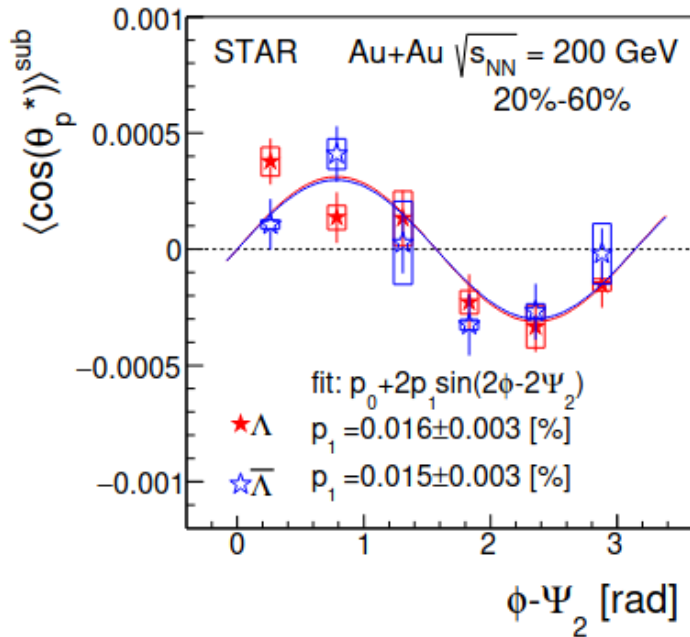 ⟨cos(θ_p*)⟩^sub
0.001
0.0005
0
−0.0005
−0.001
STAR Au+Au √s_NN = 200 GeV
20%-60%
fit: p_0+2p_1sin(2ϕ-2Ψ_2)
Λ p_1 =0.016±0.003 [%]
Λ̅ p_1 =0.015±0.003 [%]
0 1 2 3
ϕ-Ψ_2 [rad]